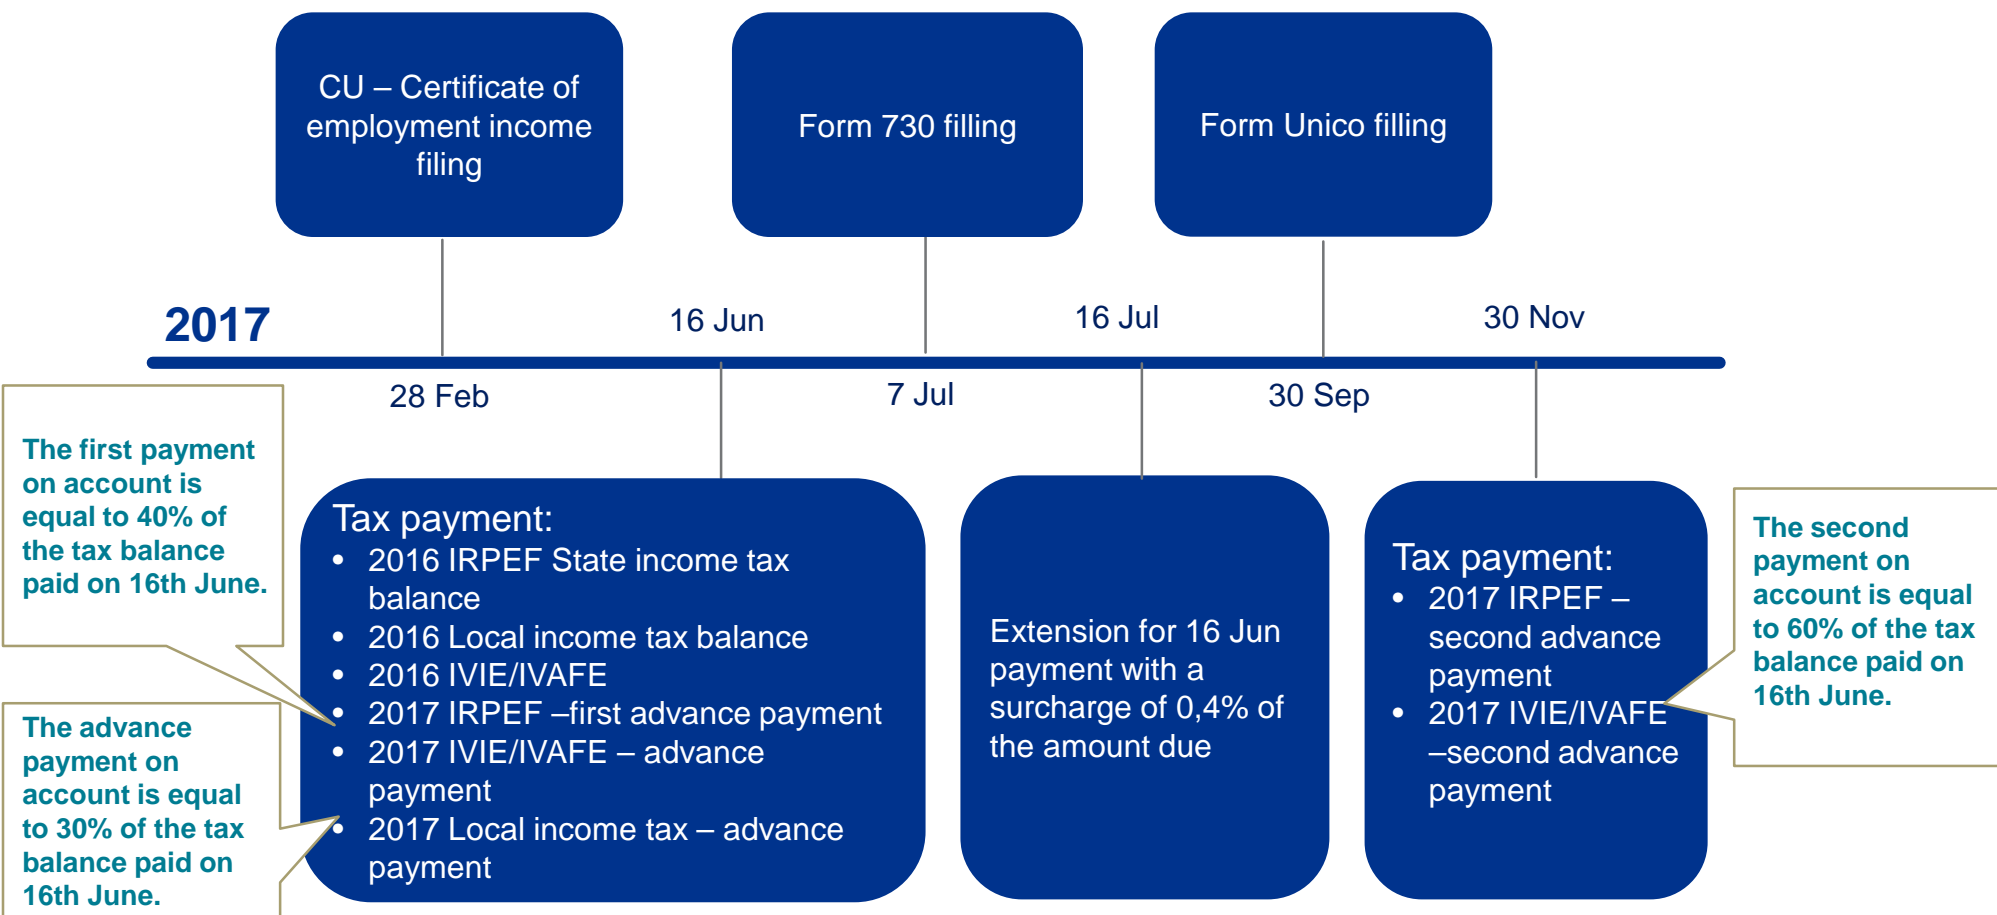 CU – Certificate of
employment income
filing
Form 730 filling
Form Unico filling
2017
16 Jun
16 Jul
30 Nov
28 Feb
7 Jul
30 Sep
The first payment
on account is
equal to 40% of
the tax balance
paid on 16th June.
The advance
payment on
account is equal
to 30% of the tax
balance paid on
16th June.
Tax payment:
• 2016 IRPEF State income tax
balance
• 2016 Local income tax balance
• 2016 IVIE/IVAFE
• 2017 IRPEF –first advance payment
• 2017 IVIE/IVAFE – advance
payment
• 2017 Local income tax – advance
payment
Extension for 16 Jun
payment with a
surcharge of 0,4% of
the amount due
Tax payment:
• 2017 IRPEF –
second advance
payment
• 2017 IVIE/IVAFE
–second advance
payment
The second
payment on
account is equal
to 60% of the tax
balance paid on
16th June.